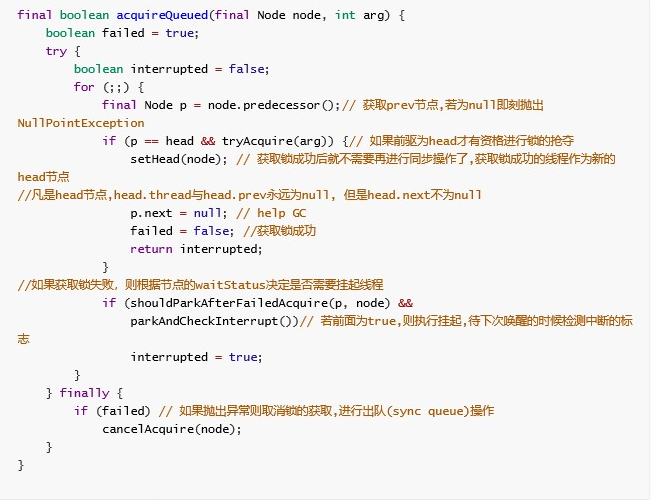 final boolean acquireQueued(final Node node, int arg) {
    boolean failed = true;
    try {
        boolean interrupted = false;
        for (;;) {
            final Node p = node.predecessor();// 获取prev节点,若为null即刻抛出
NullPointException
            if (p == head && tryAcquire(arg)) {// 如果前驱为head才有资格进行锁的抢夺
                setHead(node); // 获取锁成功后就不需要再进行同步操作了,获取锁成功的线程作为新的
head节点
//凡是head节点,head.thread与head.prev永远为null, 但是head.next不为null
                p.next = null; // help GC
                failed = false; //获取锁成功
                return interrupted;
            }
//如果获取锁失败, 则根据节点的waitStatus决定是否需要挂起线程
            if (shouldParkAfterFailedAcquire(p, node) &&
                parkAndCheckInterrupt())// 若前面为true,则执行挂起,待下次唤醒的时候检测中断的标
志
                interrupted = true;
        }
    } finally {
        if (failed) // 如果抛出异常则取消锁的获取,进行出队(sync queue)操作
            cancelAcquire(node);
    }
}